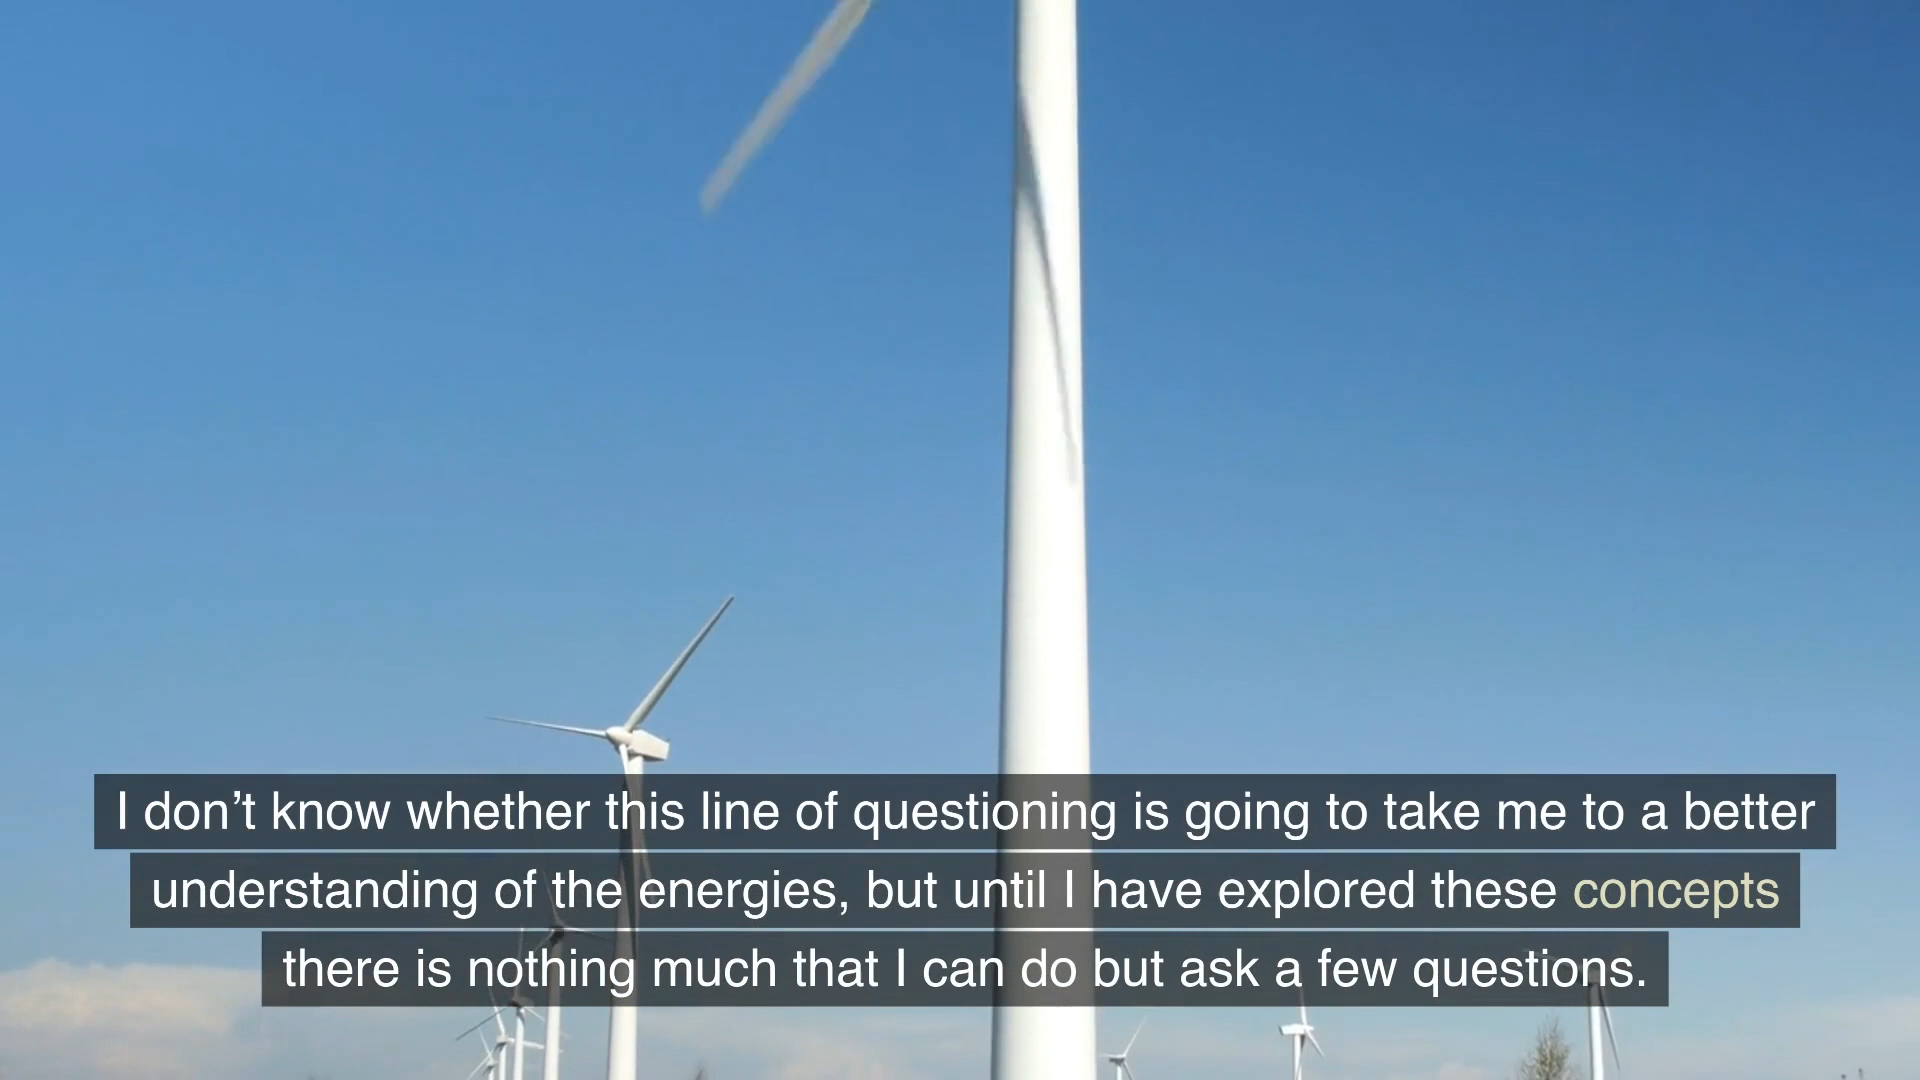 I don’t know whether this line of questioning is going to take me to a better
understanding of the energies, but until I have explored these concepts
there is nothing much that I can do but ask a few questions.